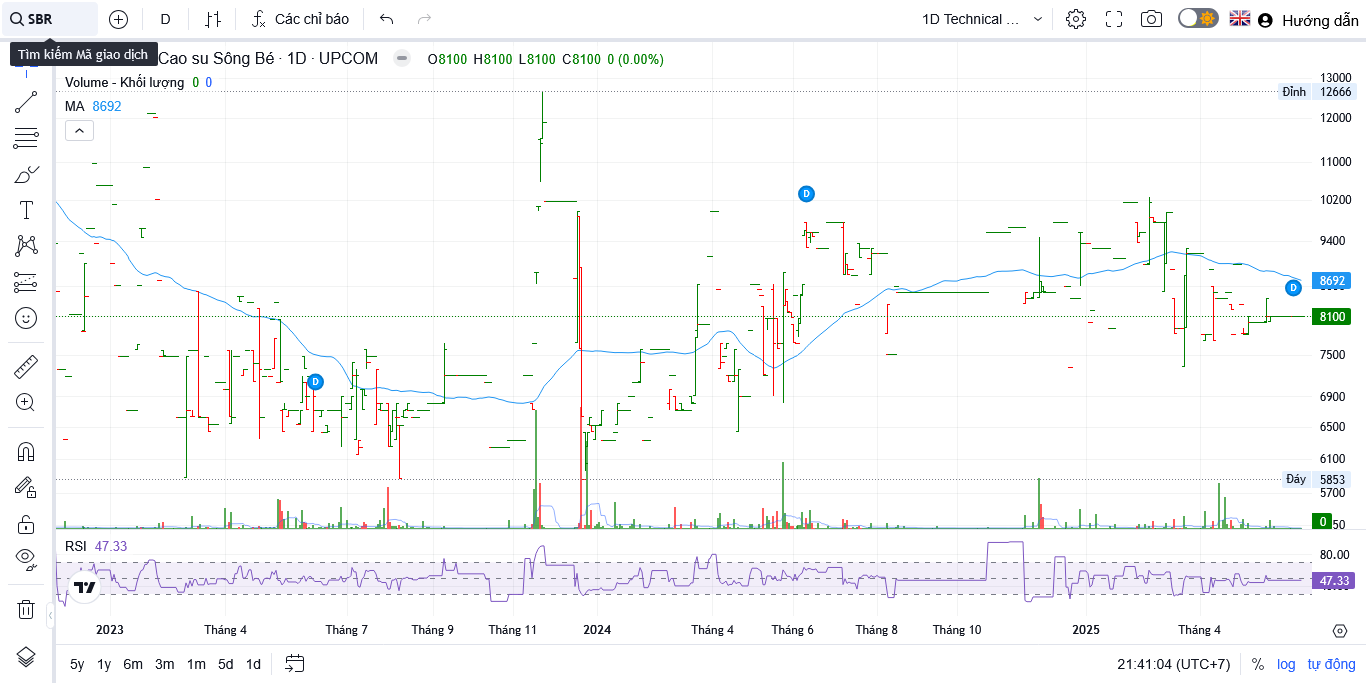 SBR
D
Các chỉ báo
1D Technical ...
Hướng dẫn
Tìm kiếm Mã giao dịch
Cao su Sông Bé · 1D · UPCOM
O8100 H8100 L8100 C8100 0 (0.00%)
Volume - Khối lượng 0 0
MA 8692
13000
Đỉnh 12666
12000
11000
10200
9400
8692
8100
7500
6900
6500
6100
Đáy 5853
5700
0
D
D
D
RSI 47.33
80.00
47.33
2023
Tháng 4
Tháng 7
Tháng 9
Tháng 11
2024
Tháng 4
Tháng 6
Tháng 8
Tháng 10
2025
Tháng 4
5y 1y 6m 3m 1m 5d 1d
21:41:04 (UTC+7)
% log tự động